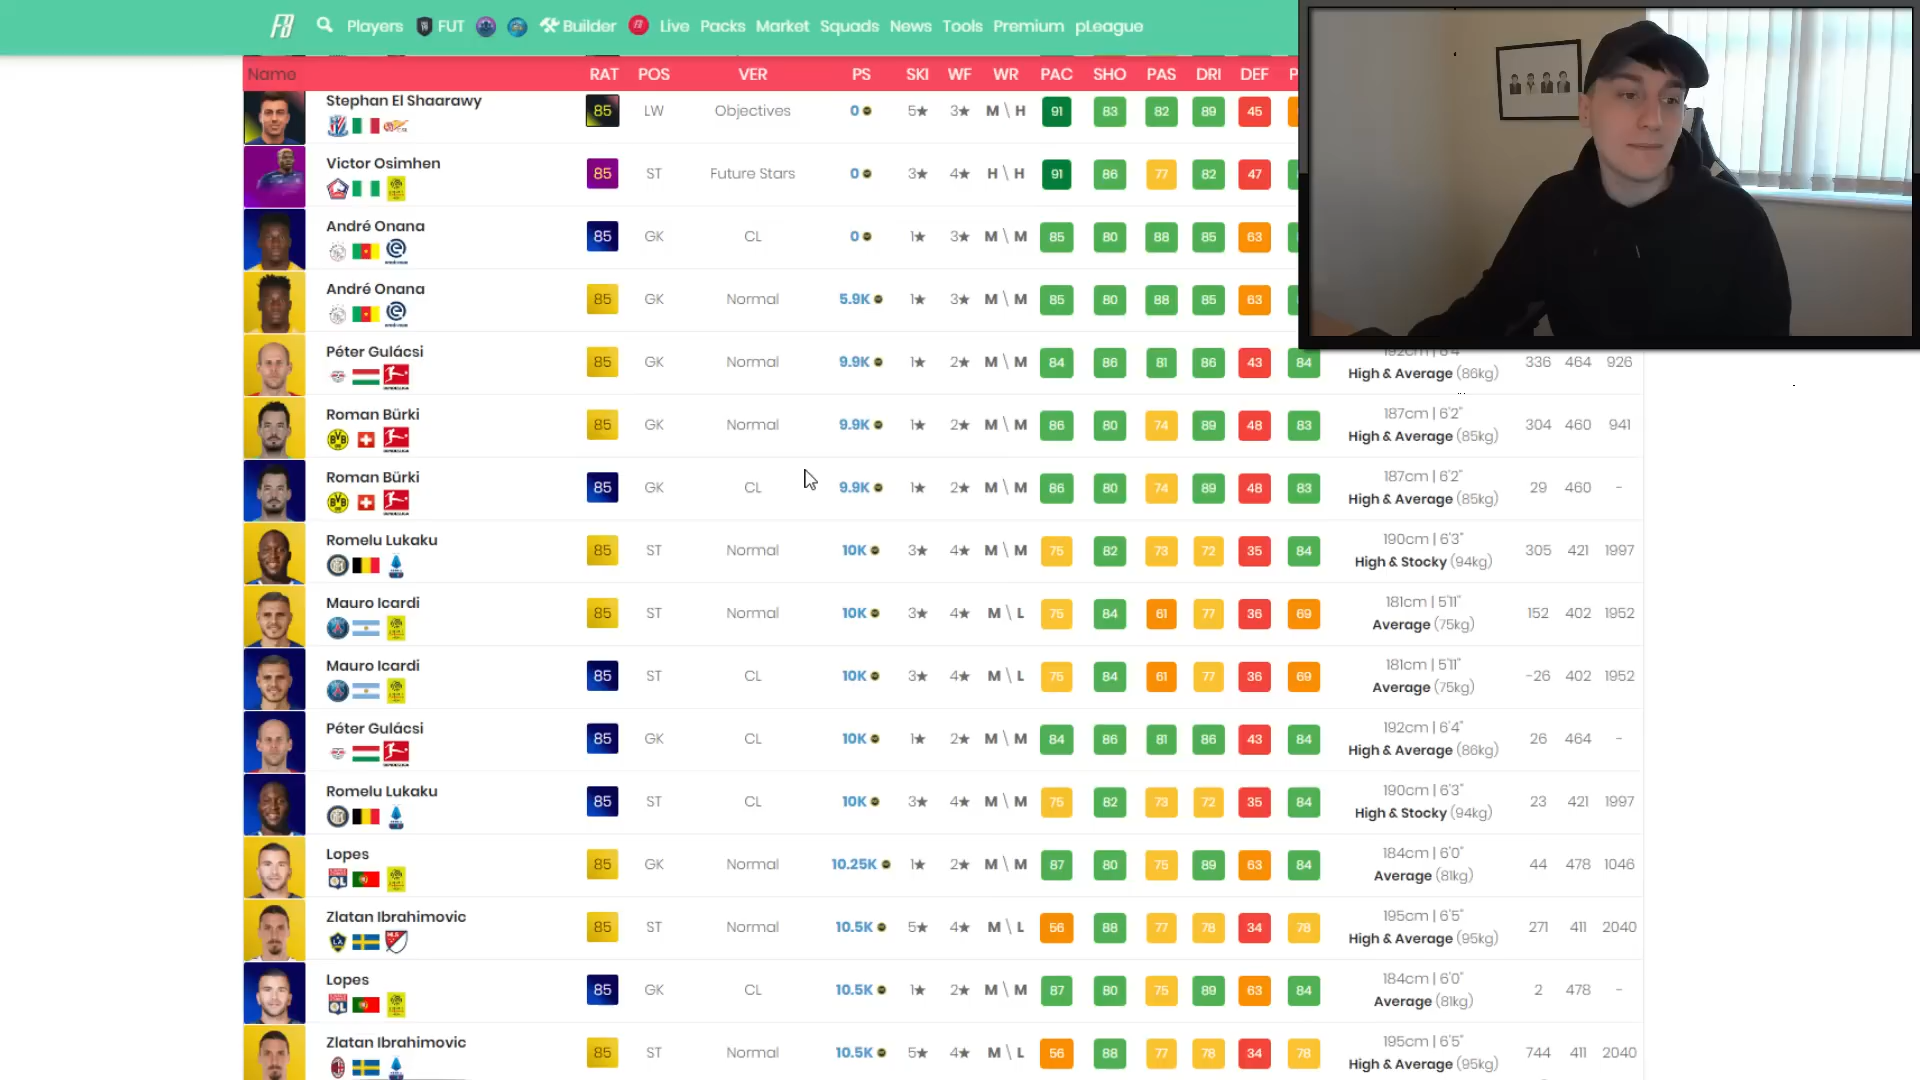 FB Players FUT Builder Live Packs Market Squads News Tools Premium pLeague
Name RAT POS VER PS SKI WF WR PAC SHO PAS DRI DEF
Stephan El Shaarawy 85 LW Objectives 0 5★ 3★ M \ H 91 83 82 89 45
Victor Osimhen 85 ST Future Stars 0 3★ 4★ H \ H 91 86 77 82 47
André Onana 85 GK CL 0 1★ 3★ M \ M 85 80 88 85 63
André Onana 85 GK Normal 5.9K 1★ 3★ M \ M 85 80 88 85 63
Péter Gulácsi 85 GK Normal 9.9K 1★ 2★ M \ M 84 86 81 86 43 84 192cm | 6'4" 336 464 926
High & Average (86kg)
Roman Bürki 85 GK Normal 9.9K 1★ 2★ M \ M 86 80 74 89 48 83 187cm | 6'2" 304 460 941
High & Average (85kg)
Roman Bürki 85 GK CL 9.9K 1★ 2★ M \ M 86 80 74 89 48 83 187cm | 6'2" 29 460 -
High & Average (85kg)
Romelu Lukaku 85 ST Normal 10K 3★ 4★ M \ M 75 82 73 72 35 84 190cm | 6'3" 305 421 1997
High & Stocky (94kg)
Mauro Icardi 85 ST Normal 10K 3★ 4★ M \ L 75 84 61 77 36 69 181cm | 5'11" 152 402 1952
Average (75kg)
Mauro Icardi 85 ST CL 10K 3★ 4★ M \ L 75 84 61 77 36 69 181cm | 5'11" -26 402 1952
Average (75kg)
Péter Gulácsi 85 GK CL 10K 1★ 2★ M \ M 84 86 81 86 43 84 192cm | 6'4" 26 464 -
High & Average (86kg)
Romelu Lukaku 85 ST CL 10K 3★ 4★ M \ M 75 82 73 72 35 84 190cm | 6'3" 23 421 1997
High & Stocky (94kg)
Lopes 85 GK Normal 10.25K 1★ 2★ M \ M 87 80 75 89 63 84 184cm | 6'0" 44 478 1046
Average (81kg)
Zlatan Ibrahimovic 85 ST Normal 10.5K 5★ 4★ M \ L 56 88 77 78 34 78 195cm | 6'5" 271 411 2040
High & Average (95kg)
Lopes 85 GK CL 10.5K 1★ 2★ M \ M 87 80 75 89 63 84 184cm | 6'0" 2 478 -
Average (81kg)
Zlatan Ibrahimovic 85 ST Normal 10.5K 5★ 4★ M \ L 56 88 77 78 34 78 195cm | 6'5" 744 411 2040
High & Average (95kg)